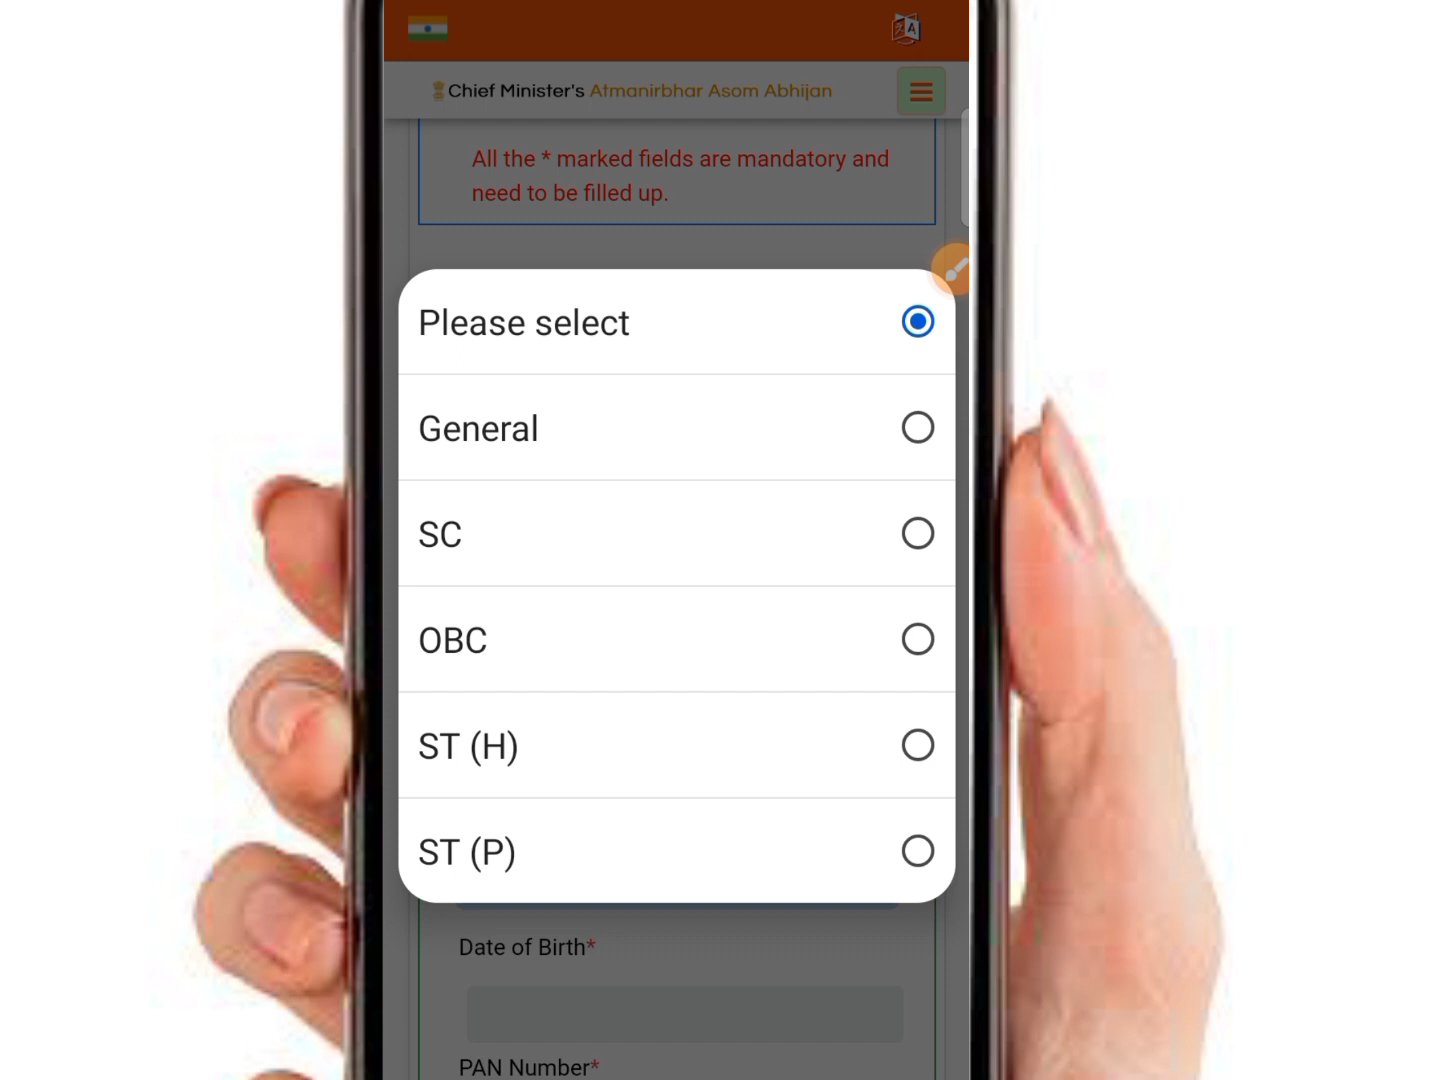 Chief Minister's Atmanirbhar Asom Abhijan
All the * marked fields are mandatory and
need to be filled up.
Please select
General
SC
OBC
ST (H)
ST (P)
Date of Birth*
PAN Number*